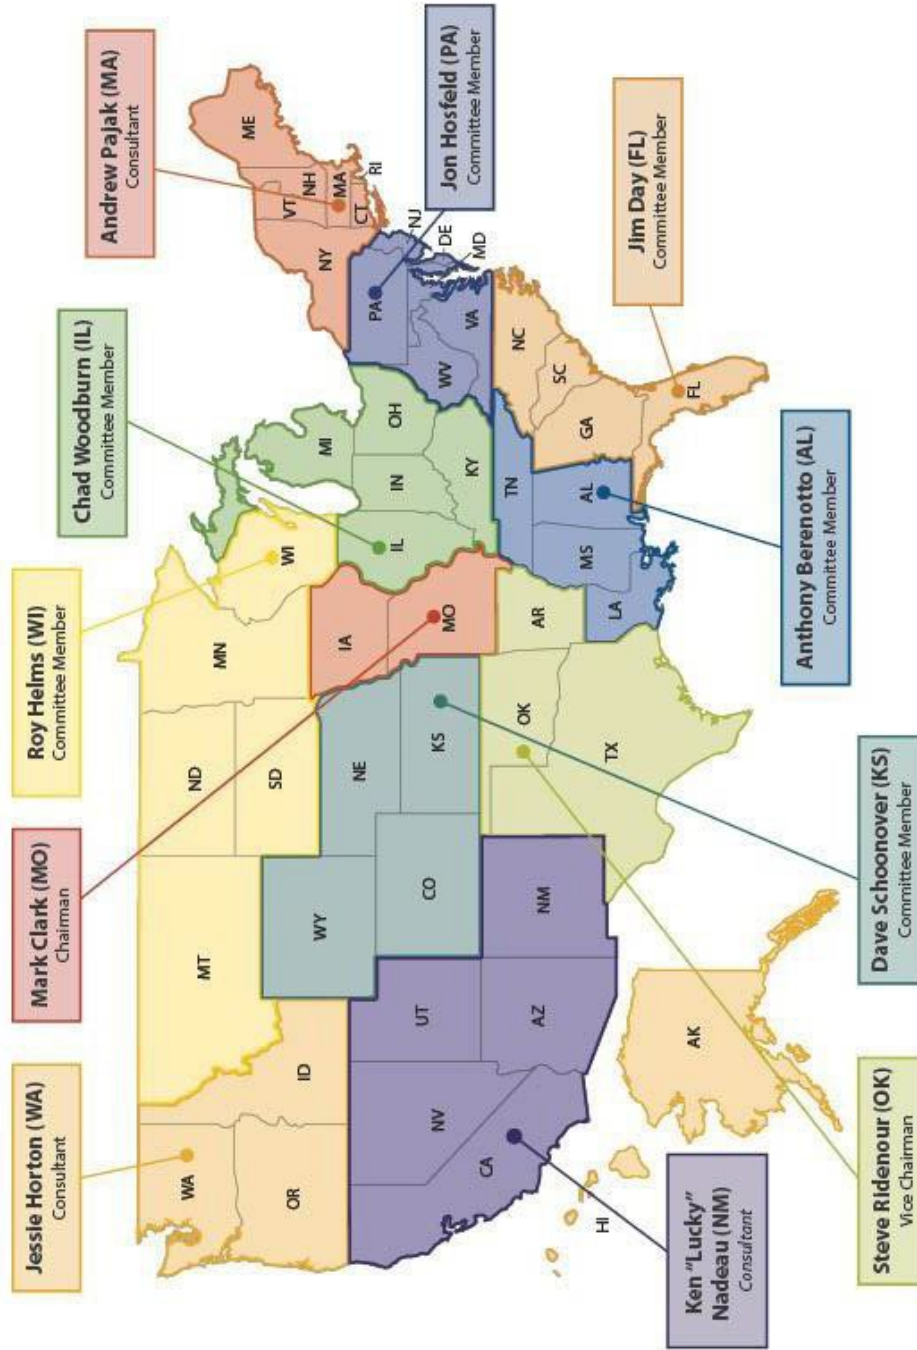 Jessie Horton (WA)
Consultant
Mark Clark (MO)
Chairman
Roy Helms (WI)
Committee Member
Chad Woodburn (IL)
Committee Member
Andrew Pajak (MA)
Consultant
WA
OR
ID
MT
ND
SD
MN
WI
WY
NE
IA
MI
NY
VT
NH
ME
MA
CT
RI
NV
UT
CO
KS
MO
IL
IN
OH
KY
PA
NJ
DE
MD
WV
VA
CA
AZ
NM
OK
TX
AR
LA
TN
MS
AL
NC
SC
GA
FL
HI
AK
Jon Hosfeld (PA)
Committee Member
Jim Day (FL)
Committee Member
Anthony Berenotto (AL)
Committee Member
Dave Schoonover (KS)
Committee Member
Steve Ridenour (OK)
Vice Chairman
Ken "Lucky"
Nadeau (NM)
Consultant